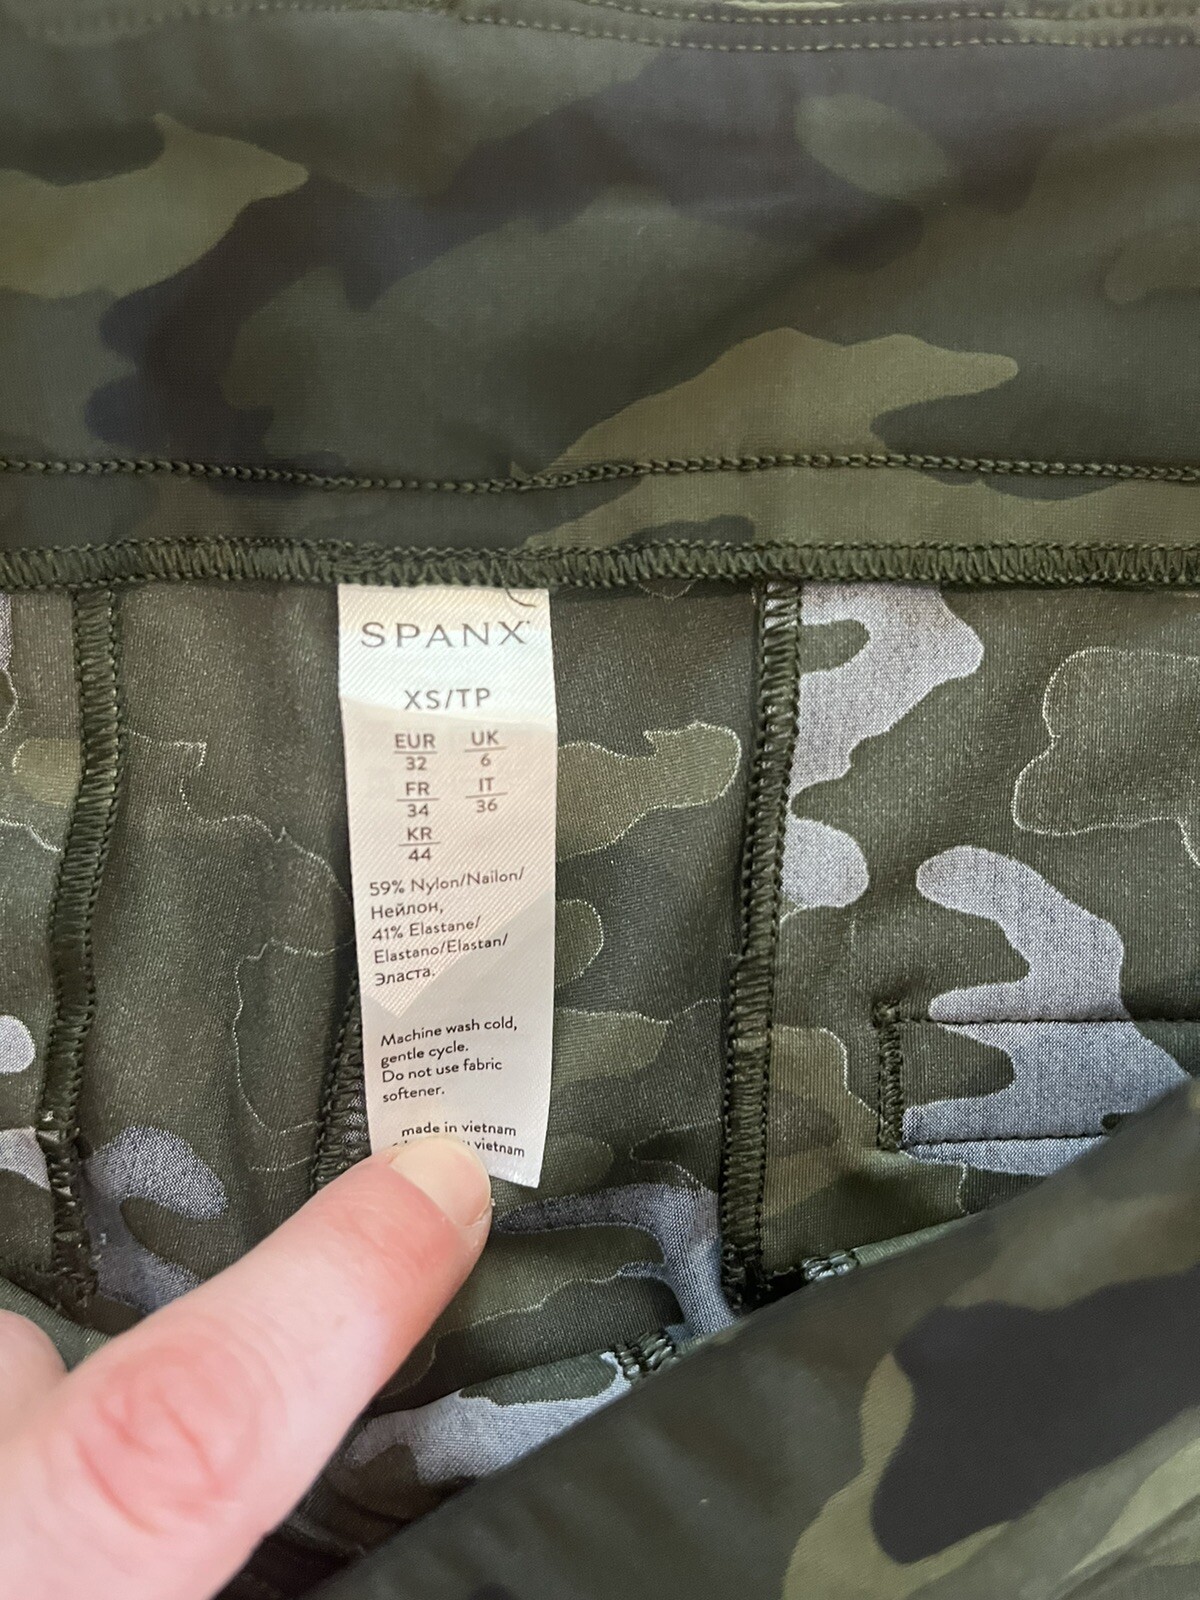 SPANX
XS/TP
EUR UK
32 6
FR IT
34 36
KR
44
59% Nylon/Nailon/
Нейлон,
41% Elastane/
Elastano/Elastan/
Эласта.
Machine wash cold,
gentle cycle.
Do not use fabric
softener.
made in vietnam
vietnam